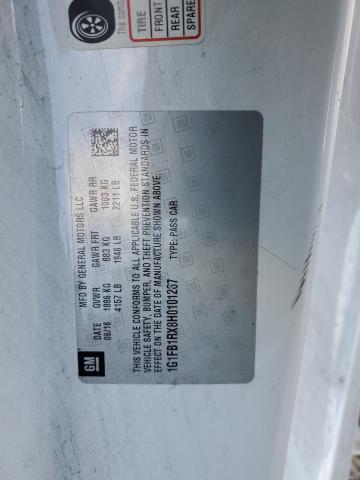 The comb
TIRE
FRONT
REAR
SPARE
MFD BY GENERAL MOTORS LLC
DATE GVWR GAWR FRT GAWR RR
06/16 1886 KG 883 KG 1003 KG
4157 LB 1946 LB 2211 LB
THIS VEHICLE CONFORMS TO ALL APPLICABLE U.S. FEDERAL MOTOR
VEHICLE SAFETY, BUMPER, AND THEFT PREVENTION STANDARDS IN
EFFECT ON THE DATE OF MANUFACTURE SHOWN ABOVE.
1G1FB1RX8H0101287 TYPE: PASS CAR
GM